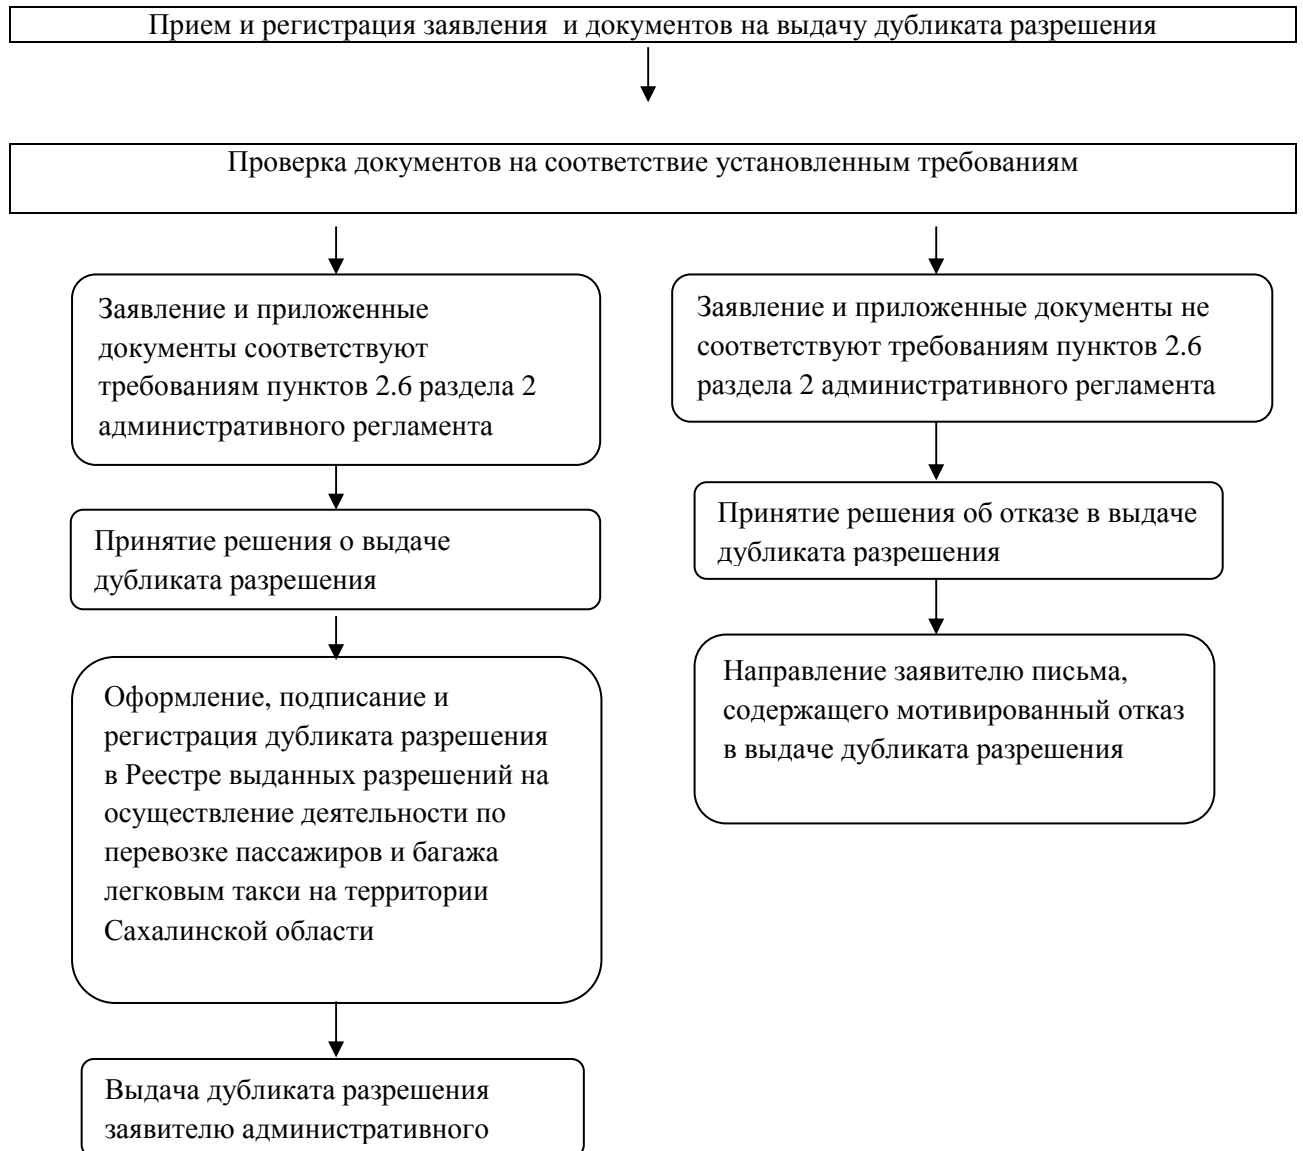 Прием и регистрация заявления  и документов на выдачу дубликата разрешения
Проверка документов на соответствие установленным требованиям
Заявление и приложенные
документы соответствуют
требованиям пунктов 2.6 раздела 2
административного регламента
Принятие решения о выдаче
дубликата разрешения
Оформление, подписание и
регистрация дубликата разрешения
в Реестре выданных разрешений на
осуществление деятельности по
перевозке пассажиров и багажа
легковым такси на территории
Сахалинской области
Выдача дубликата разрешения
заявителю административного
Заявление и приложенные документы не
соответствуют требованиям пунктов 2.6
раздела 2 административного регламента
Принятие решения об отказе в выдаче
дубликата разрешения
Направление заявителю письма,
содержащего мотивированный отказ
в выдаче дубликата разрешения